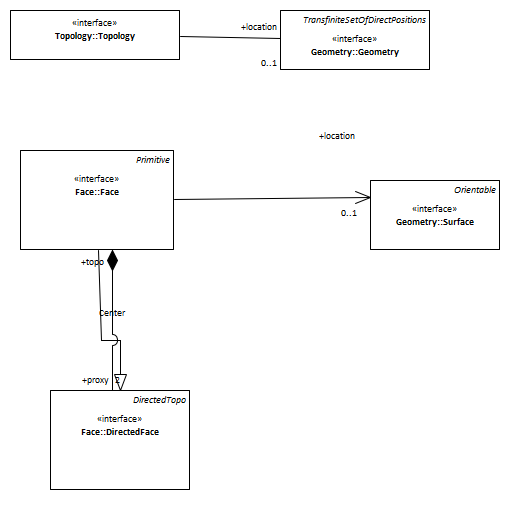 «interface»
Topology::Topology
+location
0..1
TransfiniteSetOfDirectPositions
«interface»
Geometry::Geometry
+location
Primitive
«interface»
Face::Face
0..1
Orientable
«interface»
Geometry::Surface
+topo
Center
+proxy
2
DirectedTopo
«interface»
Face::DirectedFace